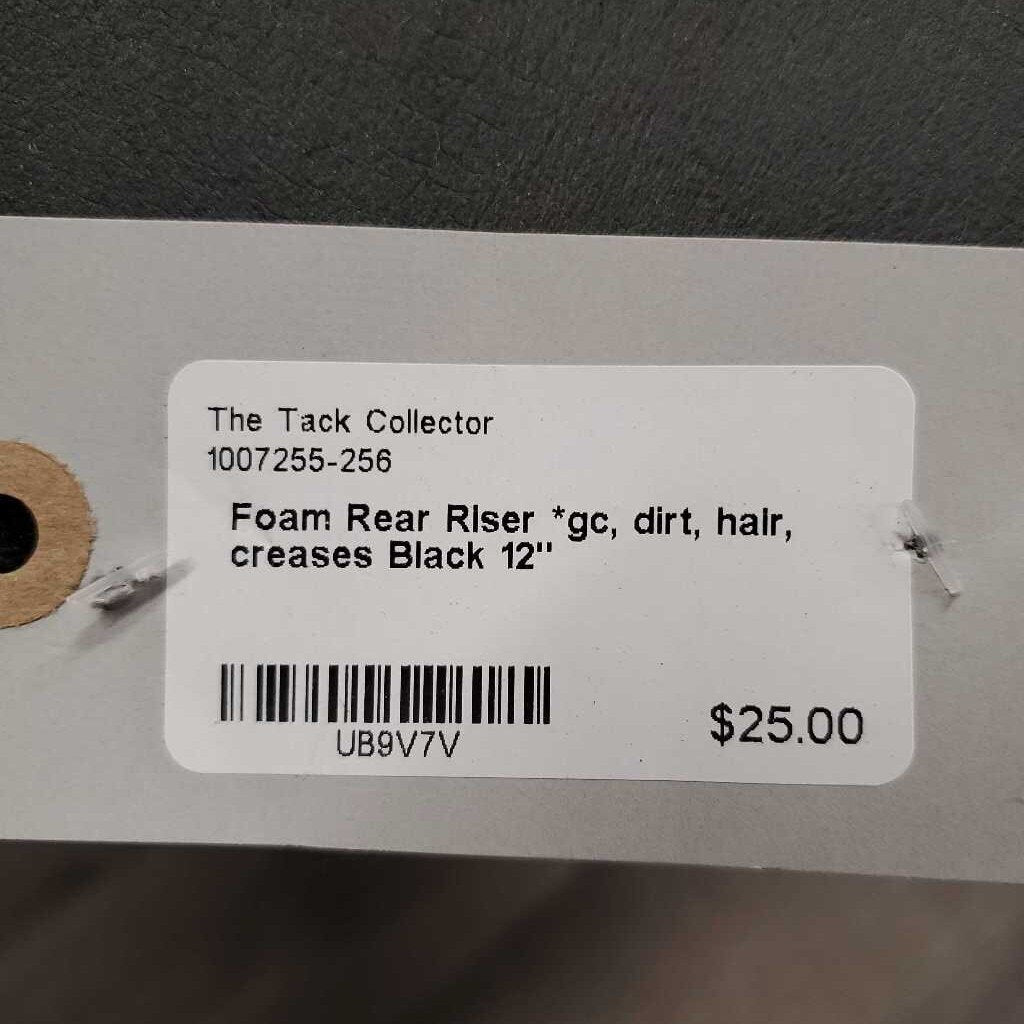 The Tack Collector
1007255-256
Foam Rear Riser *gc, dirt, hair,
creases Black 12"
UB9V7V
$25.00